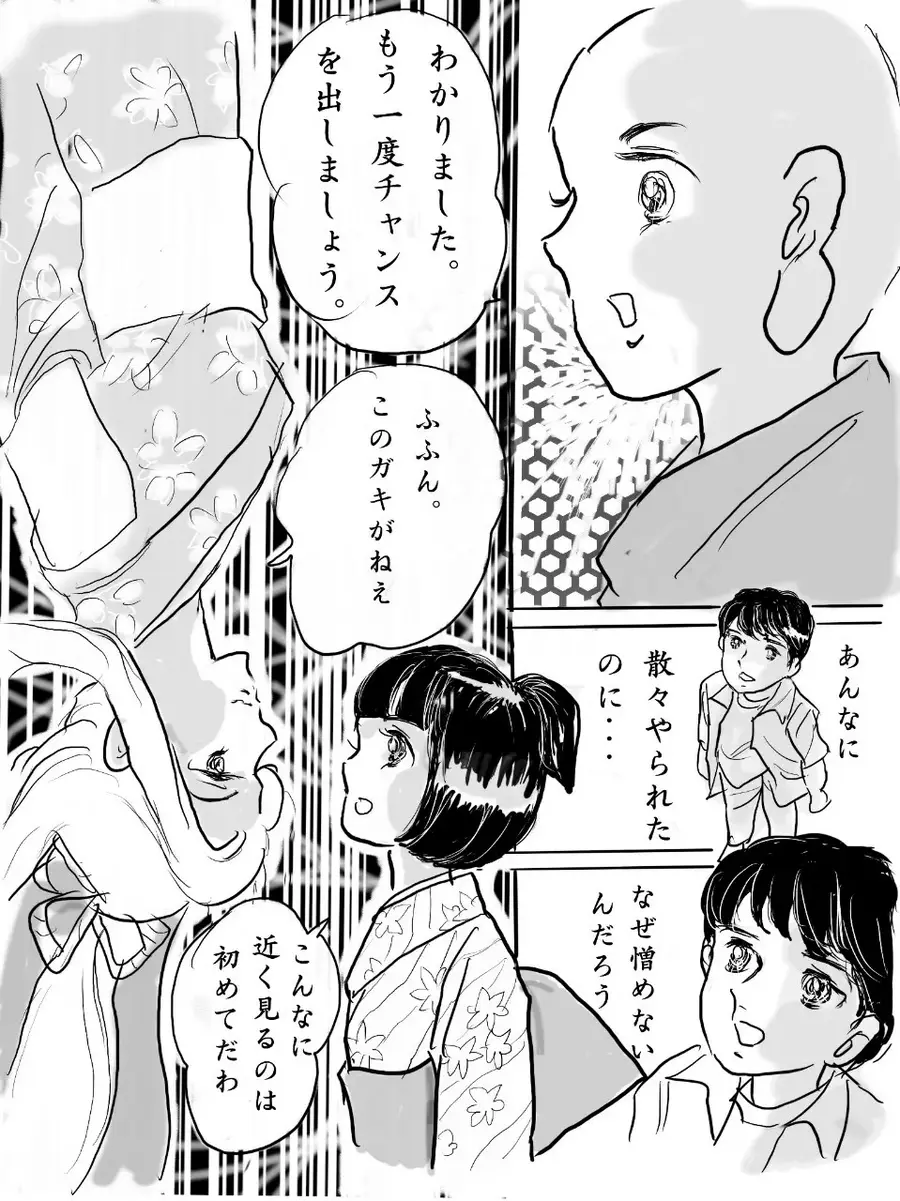 わかりました。
もう一度チャンス
を出しましょう。
ふふん。
このガキがねえ
あんなに
散々やられた
のに・・・
なぜ憎めない
んだろう
こんなに
近く見るのは
初めてだわ